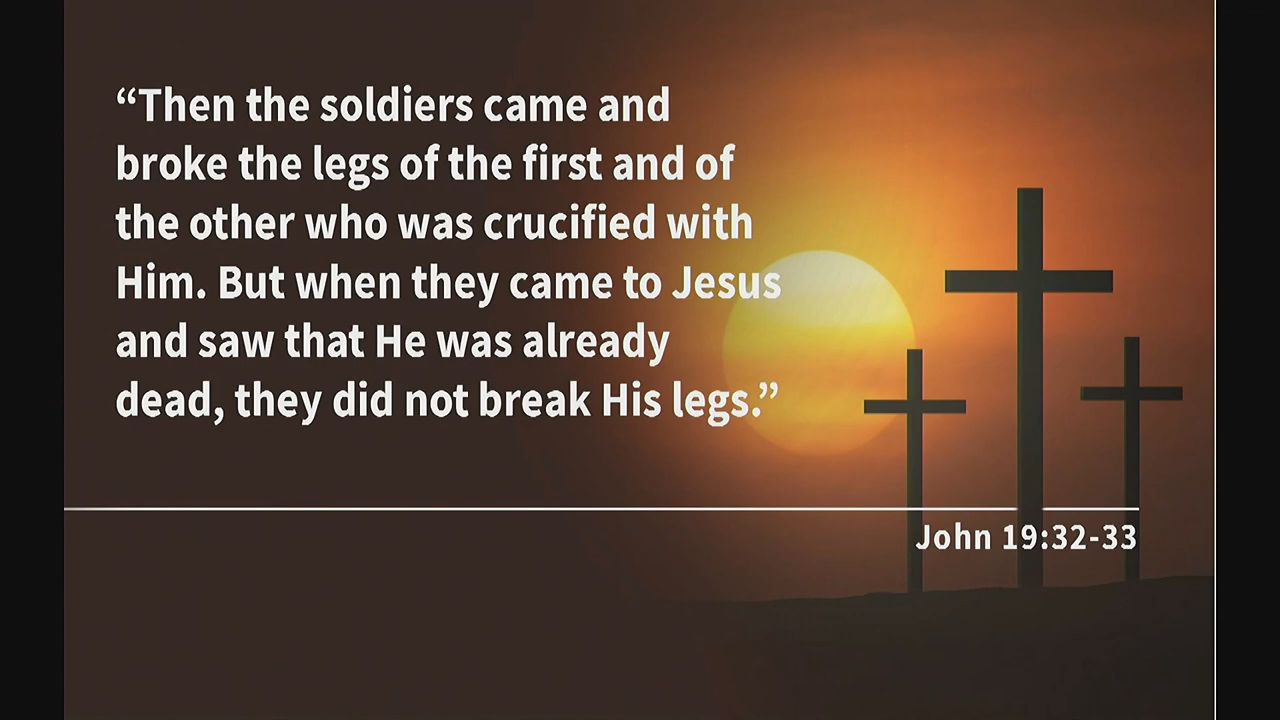 “Then the soldiers came and
broke the legs of the first and of
the other who was crucified with
Him. But when they came to Jesus
and saw that He was already
dead, they did not break His legs.”
John 19:32-33